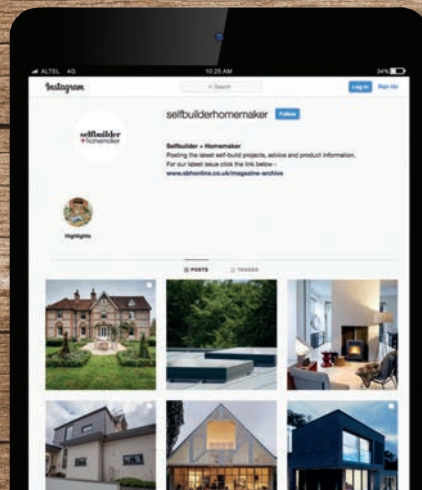 ALTEL 4G 10:25 AM 34%
Instagram Search Log In Sign Up
selfbuilderhomemaker Follow
selfbuilder
+homemaker
Selfbuilder + Homemaker
Posting the latest self-build projects, advice and product information.
For our latest issue click the link below -
www.sbhonline.co.uk/magazine-archive
Highlights
POSTS TAGGED